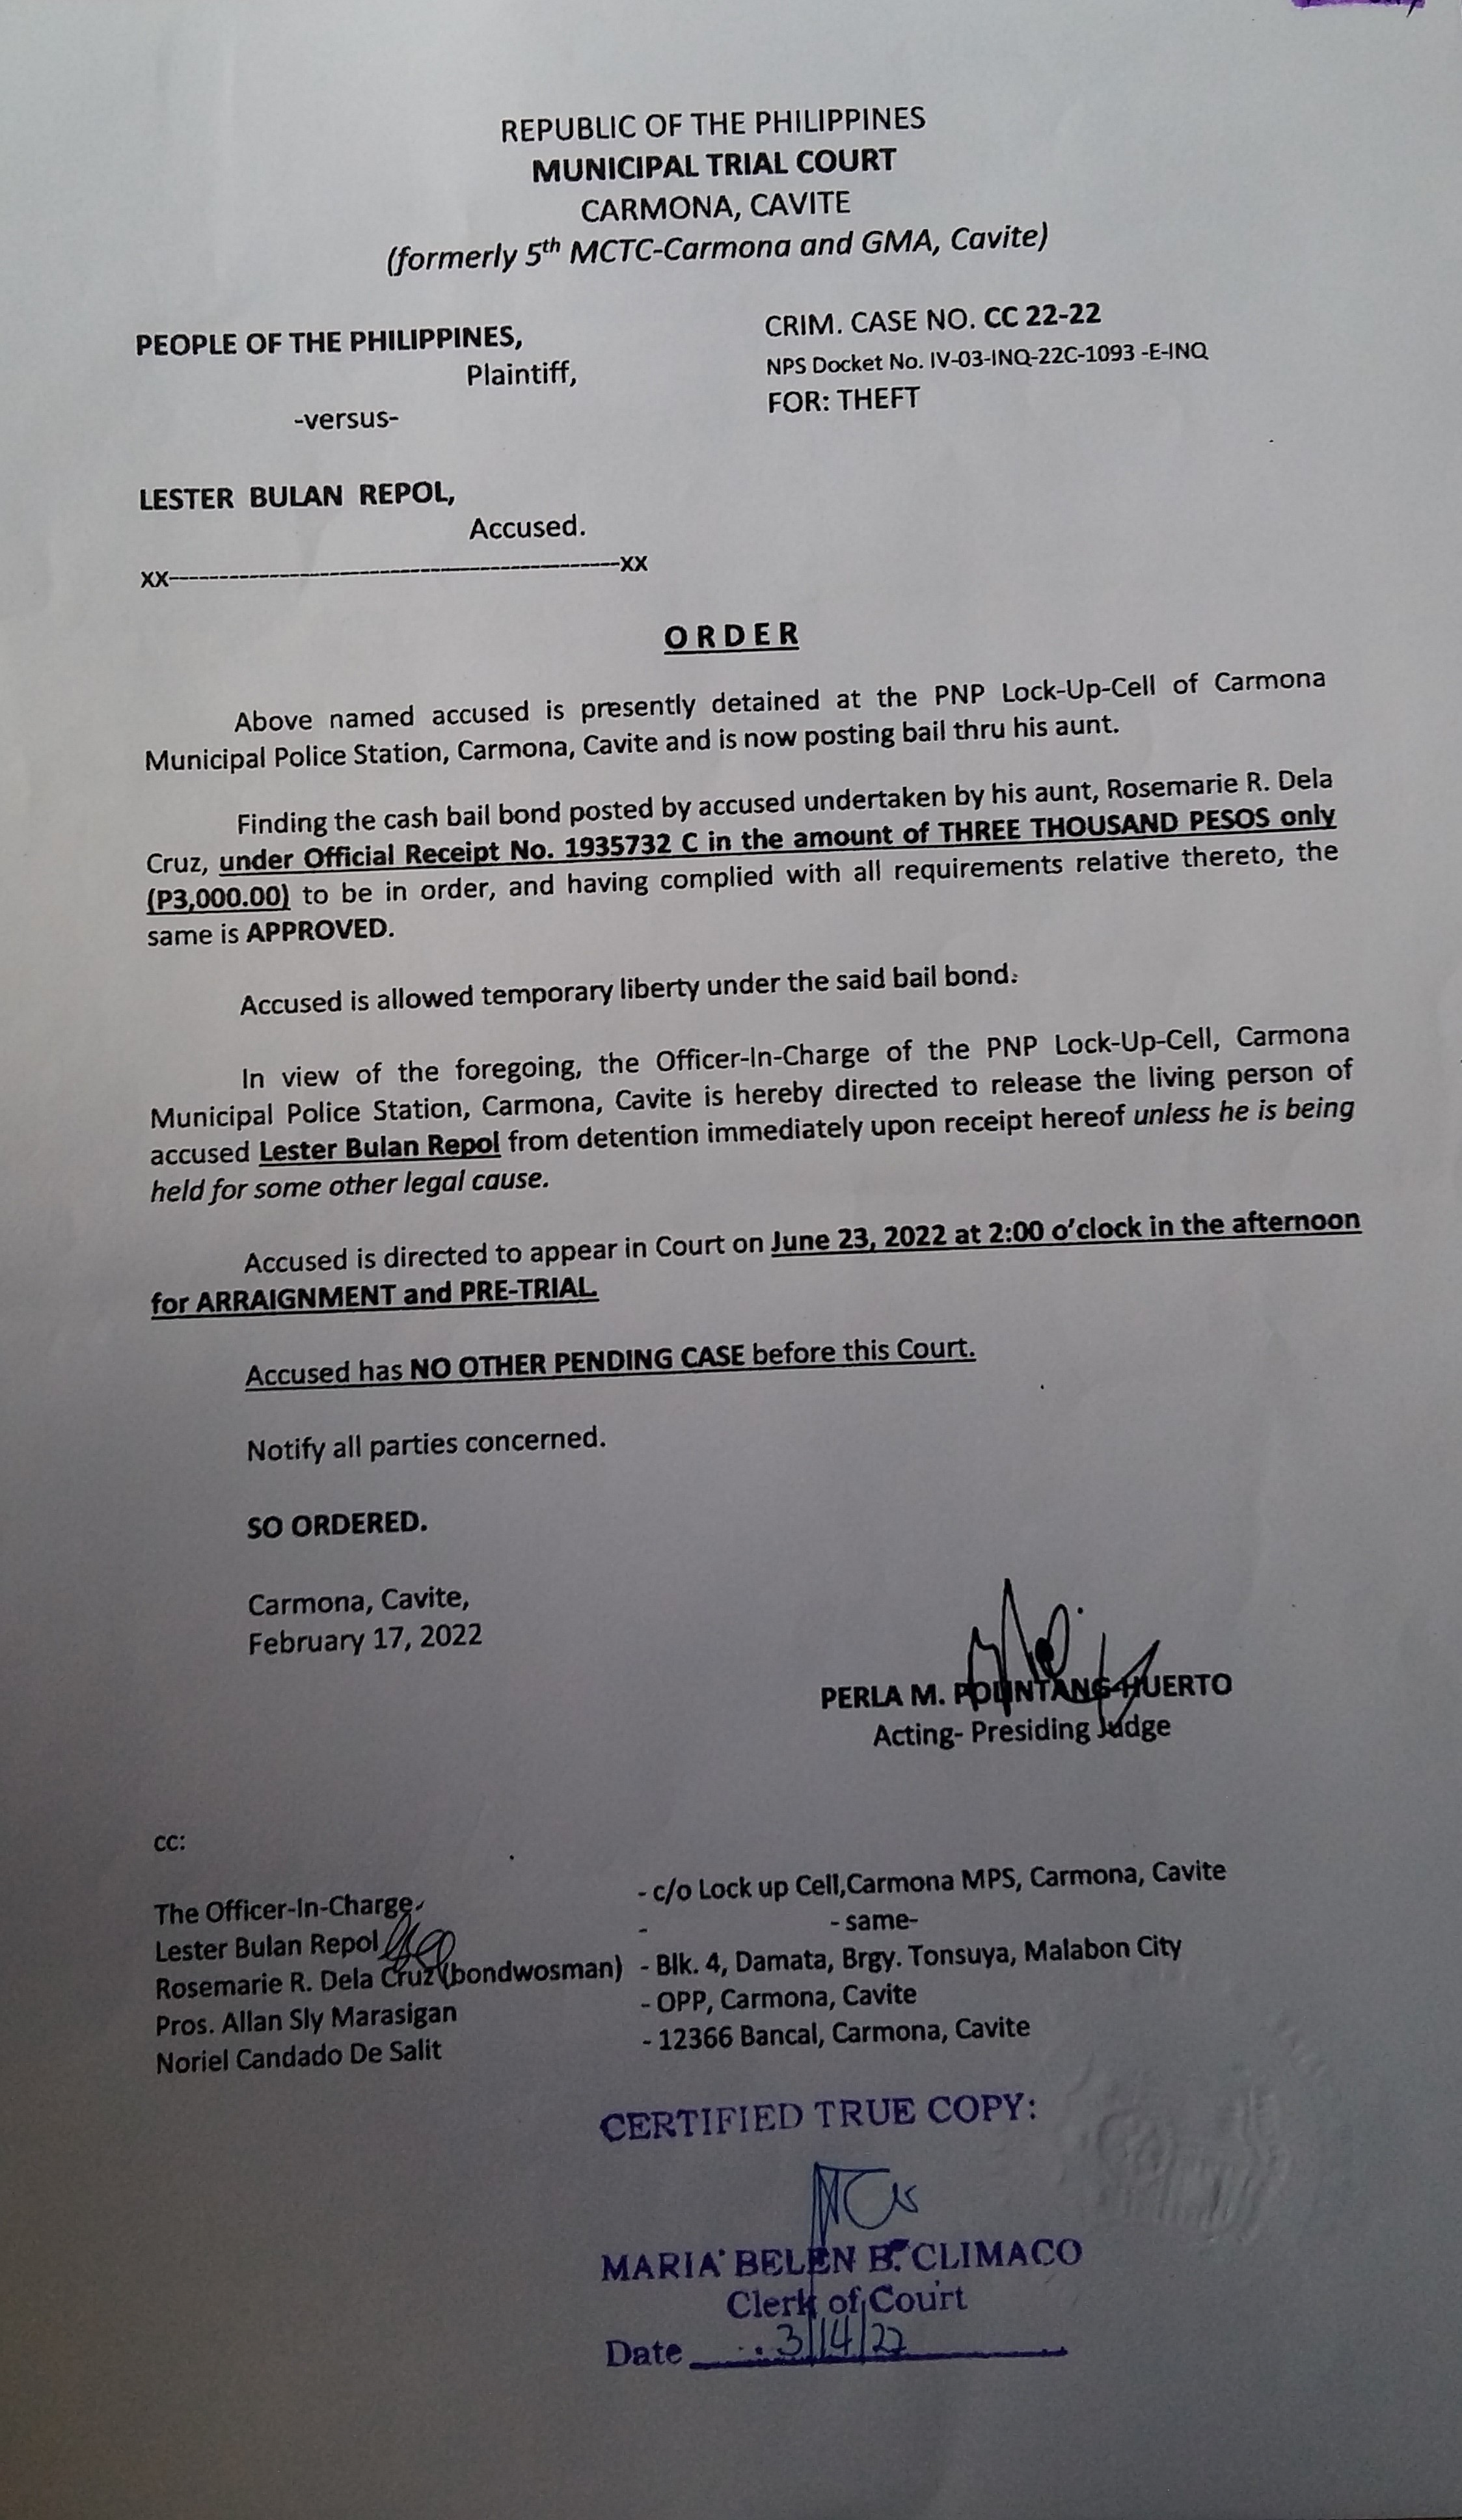 REPUBLIC OF THE PHILIPPINES
MUNICIPAL TRIAL COURT
CARMONA, CAVITE
(formerly 5th MCTC-Carmona and GMA, Cavite)
PEOPLE OF THE PHILIPPINES,
Plaintiff,
-versus-
CRIM. CASE NO. CC 22-22
NPS Docket No. IV-03-INQ-22C-1093 -E-INQ
FOR: THEFT
LESTER BULAN REPOL,
Accused.
xx---------------------------------------------xx
ORDER
Above named accused is presently detained at the PNP Lock-Up-Cell of Carmona
Municipal Police Station, Carmona, Cavite and is now posting bail thru his aunt.
Finding the cash bail bond posted by accused undertaken by his aunt, Rosemarie R. Dela
Cruz, under Official Receipt No. 1935732 C in the amount of THREE THOUSAND PESOS only
(P3,000.00) to be in order, and having complied with all requirements relative thereto, the
same is APPROVED.
Accused is allowed temporary liberty under the said bail bond.
In view of the foregoing, the Officer-In-Charge of the PNP Lock-Up-Cell, Carmona
Municipal Police Station, Carmona, Cavite is hereby directed to release the living person of
accused Lester Bulan Repol from detention immediately upon receipt hereof unless he is being
held for some other legal cause.
Accused is directed to appear in Court on June 23, 2022 at 2:00 o'clock in the afternoon
for ARRAIGNMENT and PRE-TRIAL.
Accused has NO OTHER PENDING CASE before this Court.
Notify all parties concerned.
SO ORDERED.
Carmona, Cavite,
February 17, 2022
PERLA M. POLINTANG-HUERTO
Acting- Presiding Judge
cc:
The Officer-In-Charge - c/o Lock up Cell,Carmona MPS, Carmona, Cavite
Lester Bulan Repol - - same-
Rosemarie R. Dela Cruz (bondwosman) - Blk. 4, Damata, Brgy. Tonsuya, Malabon City
Pros. Allan Sly Marasigan - OPP, Carmona, Cavite
Noriel Candado De Salit - 12366 Bancal, Carmona, Cavite
CERTIFIED TRUE COPY:
MARIA BELEN B. CLIMACO
Clerk of Court
Date 3/14/22